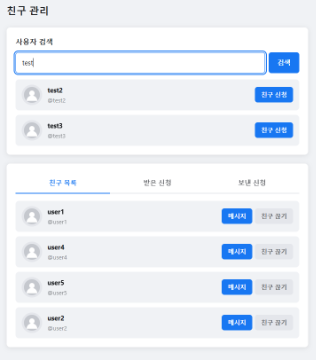 친구 관리
사용자 검색
test 검색
test2
@test2 친구 신청
test3
@test3 친구 신청
친구 목록 받은 신청 보낸 신청
user1
@user1 메시지 친구 끊기
user4
@user4 메시지 친구 끊기
user5
@user5 메시지 친구 끊기
user2
@user2 메시지 친구 끊기